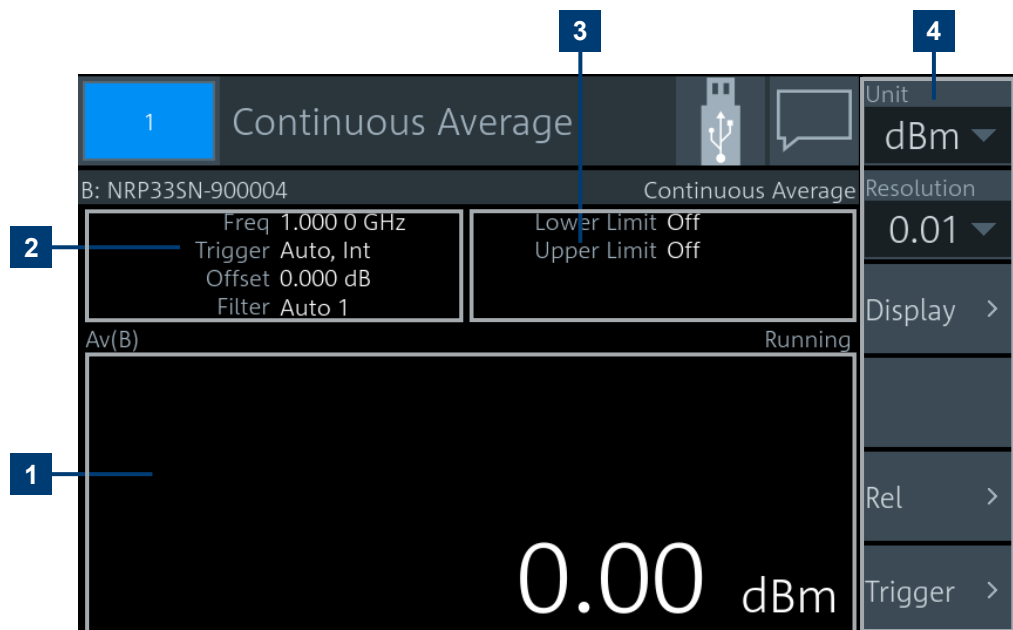 3 4
1 Continuous Average
Unit
dBm
B: NRP33SN-900004 Continuous Average
Resolution
0.01
2
Freq 1.000 0 GHz
Trigger Auto, Int
Offset 0.000 dB
Filter Auto 1
Lower Limit Off
Upper Limit Off
Display >
Av(B) Running
1
0.00 dBm
Rel >
Trigger >